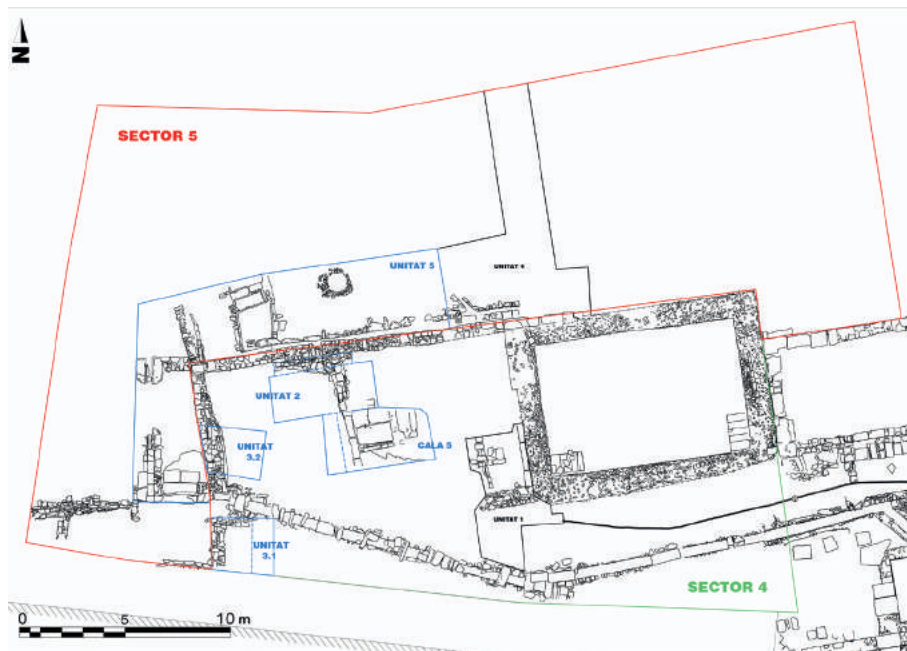 N
SECTOR 5
UNITAT 5
UNITAT 4
UNITAT 2
UNITAT
3.2
CALA 5
UNITAT 1
UNITAT
3.1
SECTOR 4
0 5 10 m